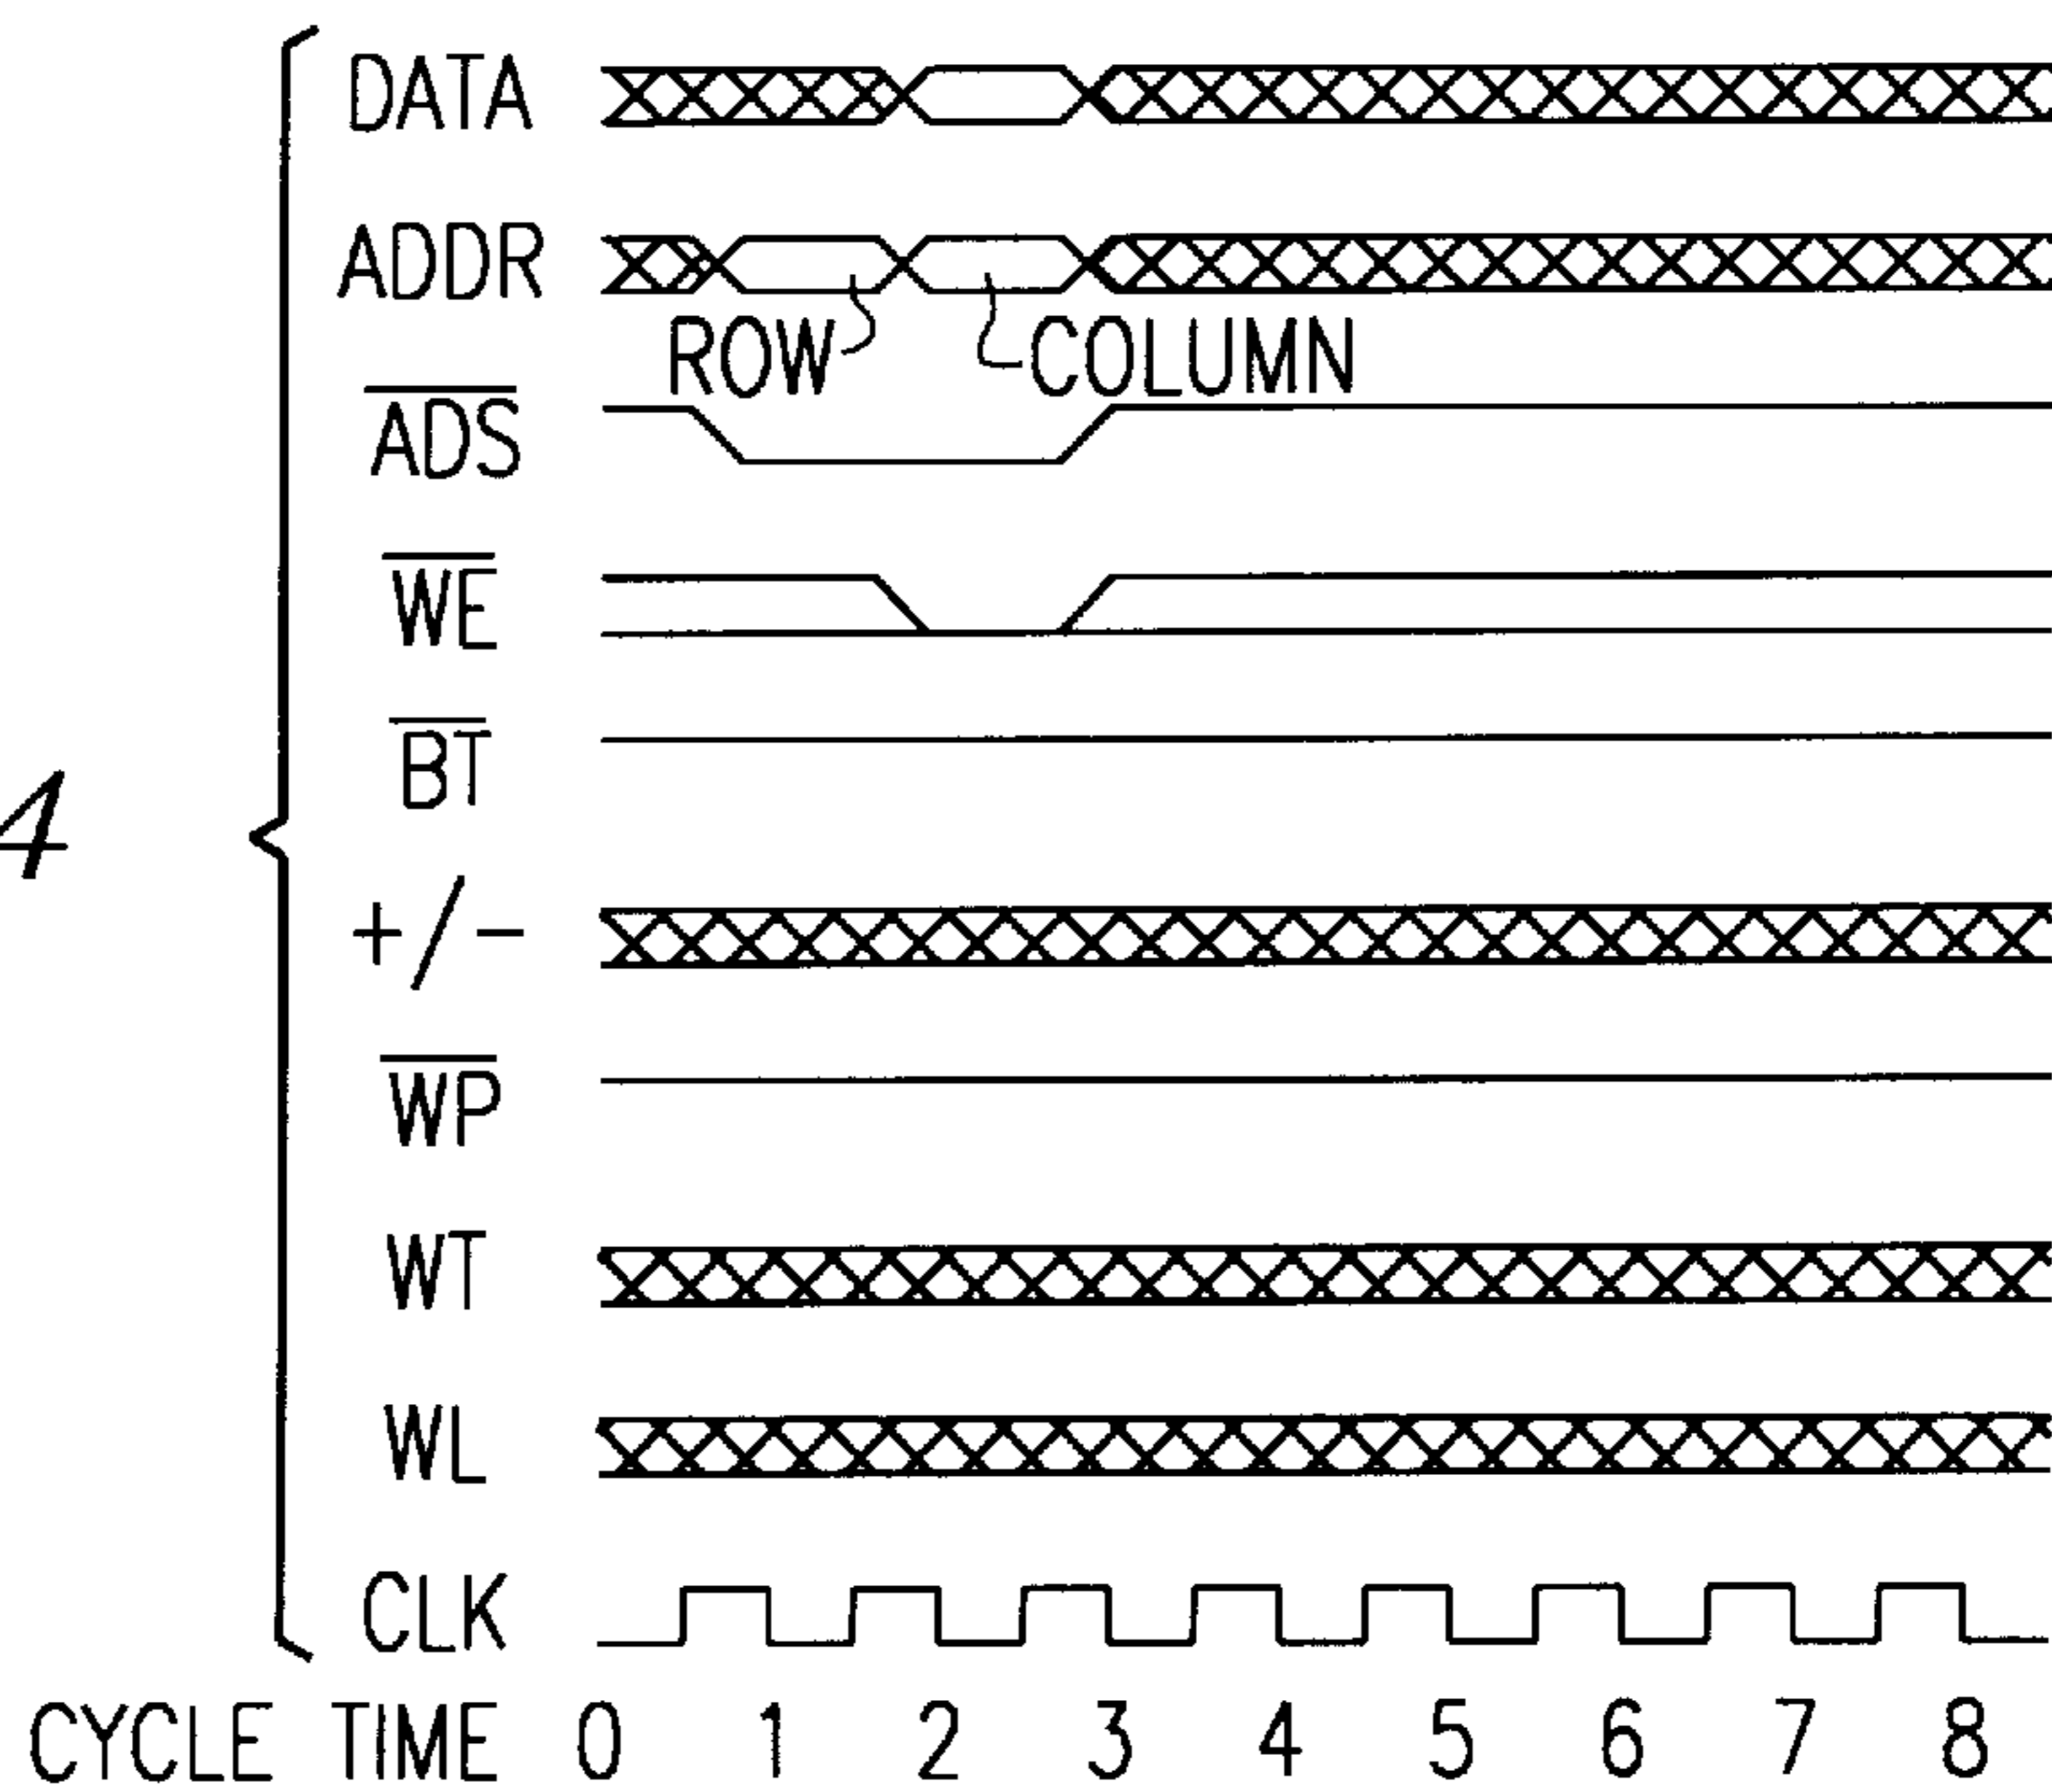 DATA
ADDR
ROW COLUMN
ADS
WE
BT
4
+/-
WP
WT
WL
CLK
CYCLE TIME 0 1 2 3 4 5 6 7 8